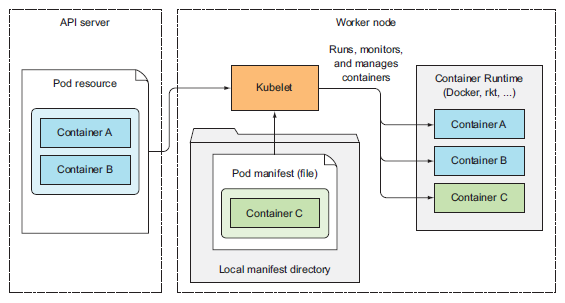 API server
Pod resource
Container A
Container B
Worker node
Kubelet
Runs, monitors,
and manages
containers
Pod manifest (file)
Container C
Local manifest directory
Container Runtime
(Docker, rkt, ...)
Container A
Container B
Container C